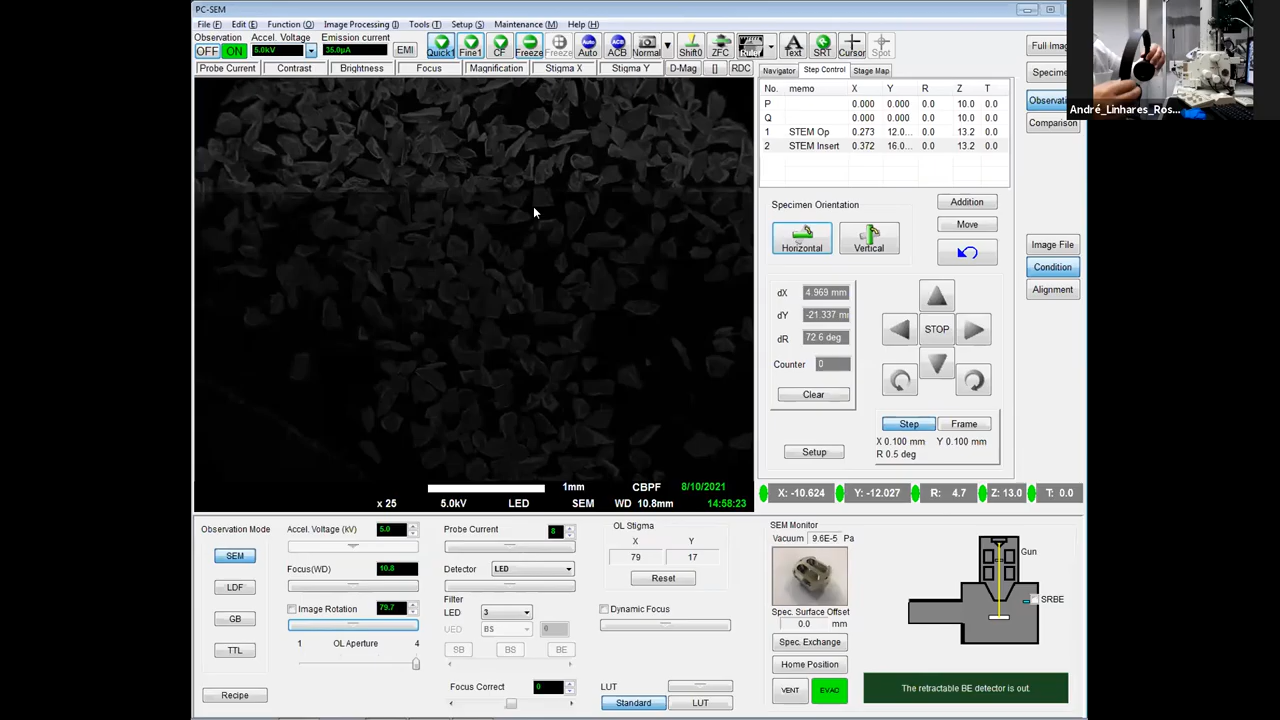 PC-SEM
File (F) Edit (E) Function (O) Image Processing (I) Tools (T) Setup (S) Maintenance (M) Help (H)
Observation Accel. Voltage Emission current
OFF ON 5.0kV 35.0μA EMI Quick1 Fine1 CF Freeze Freeze Auto ACB Normal Shift0 ZFC Ruler Text SRT Cursor Spot
Probe Current Contrast Brightness Focus Magnification Stigma X Stigma Y D-Mag [] RDC
Full Imag
Specime
Observati
Comparison
André_Linhares_Ros...
Navigator Step Control Stage Map
No. memo X Y R Z T
P 0.000 0.000 0.0 10.0 0.0
Q 0.000 0.000 0.0 10.0 0.0
1 STEM Op 0.273 12.0... 0.0 13.2 0.0
2 STEM Insert 0.372 16.0... 0.0 13.2 0.0
Specimen Orientation
Horizontal Vertical
Addition
Move
Image File
Condition
Alignment
dX 4.969 mm
dY -21.337 m
dR 72.6 deg
Counter 0
Clear
STOP
Step Frame
X 0.100 mm Y 0.100 mm
R 0.5 deg
Setup
X: -10.624 Y: -12.027 R: 4.7 Z: 13.0 T: 0.0
1mm CBPF 8/10/2021
x 25 5.0kV LED SEM WD 10.8mm 14:58:23
Observation Mode
SEM
LDF
GB
TTL
Recipe
Accel. Voltage (kV) 5.0
Focus(WD) 10.8
Image Rotation 79.7
1 OL Aperture 4
Probe Current 8
Detector LED
Filter
LED 3
UED BS 0
SB BS BE
Focus Correct 0
OL Stigma
X Y
79 17
Reset
Dynamic Focus
LUT
Standard LUT
SEM Monitor
Vacuum 9.6E-5 Pa
Spec. Surface Offset
0.0 mm
Spec. Exchange
Home Position
VENT EVAC
Gun
SRBE
The retractable BE detector is out.